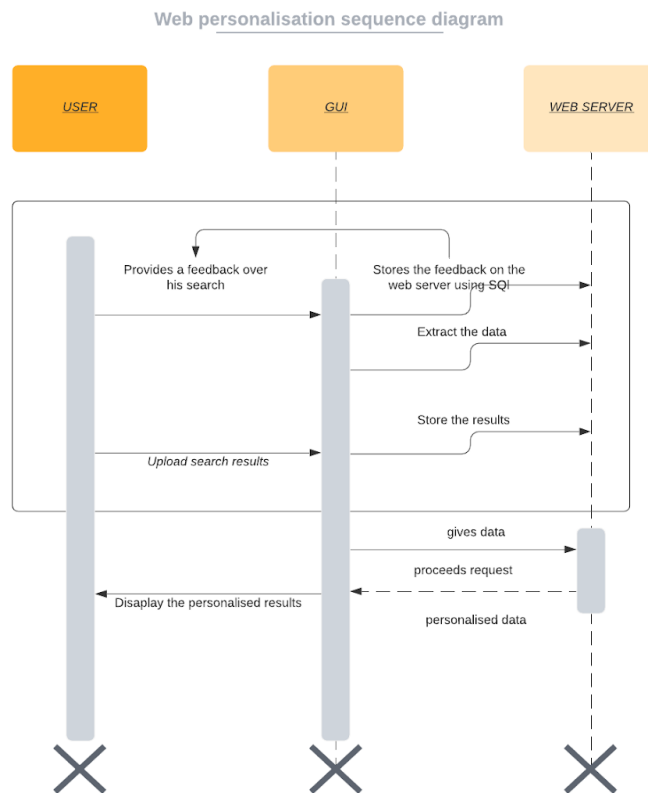 Web personalisation sequence diagram
USER
GUI
WEB SERVER
Provides a feedback over
his search
Stores the feedback on the
web server using SQl
Extract the data
Store the results
Upload search results
gives data
proceeds request
Disaplay the personalised results
personalised data